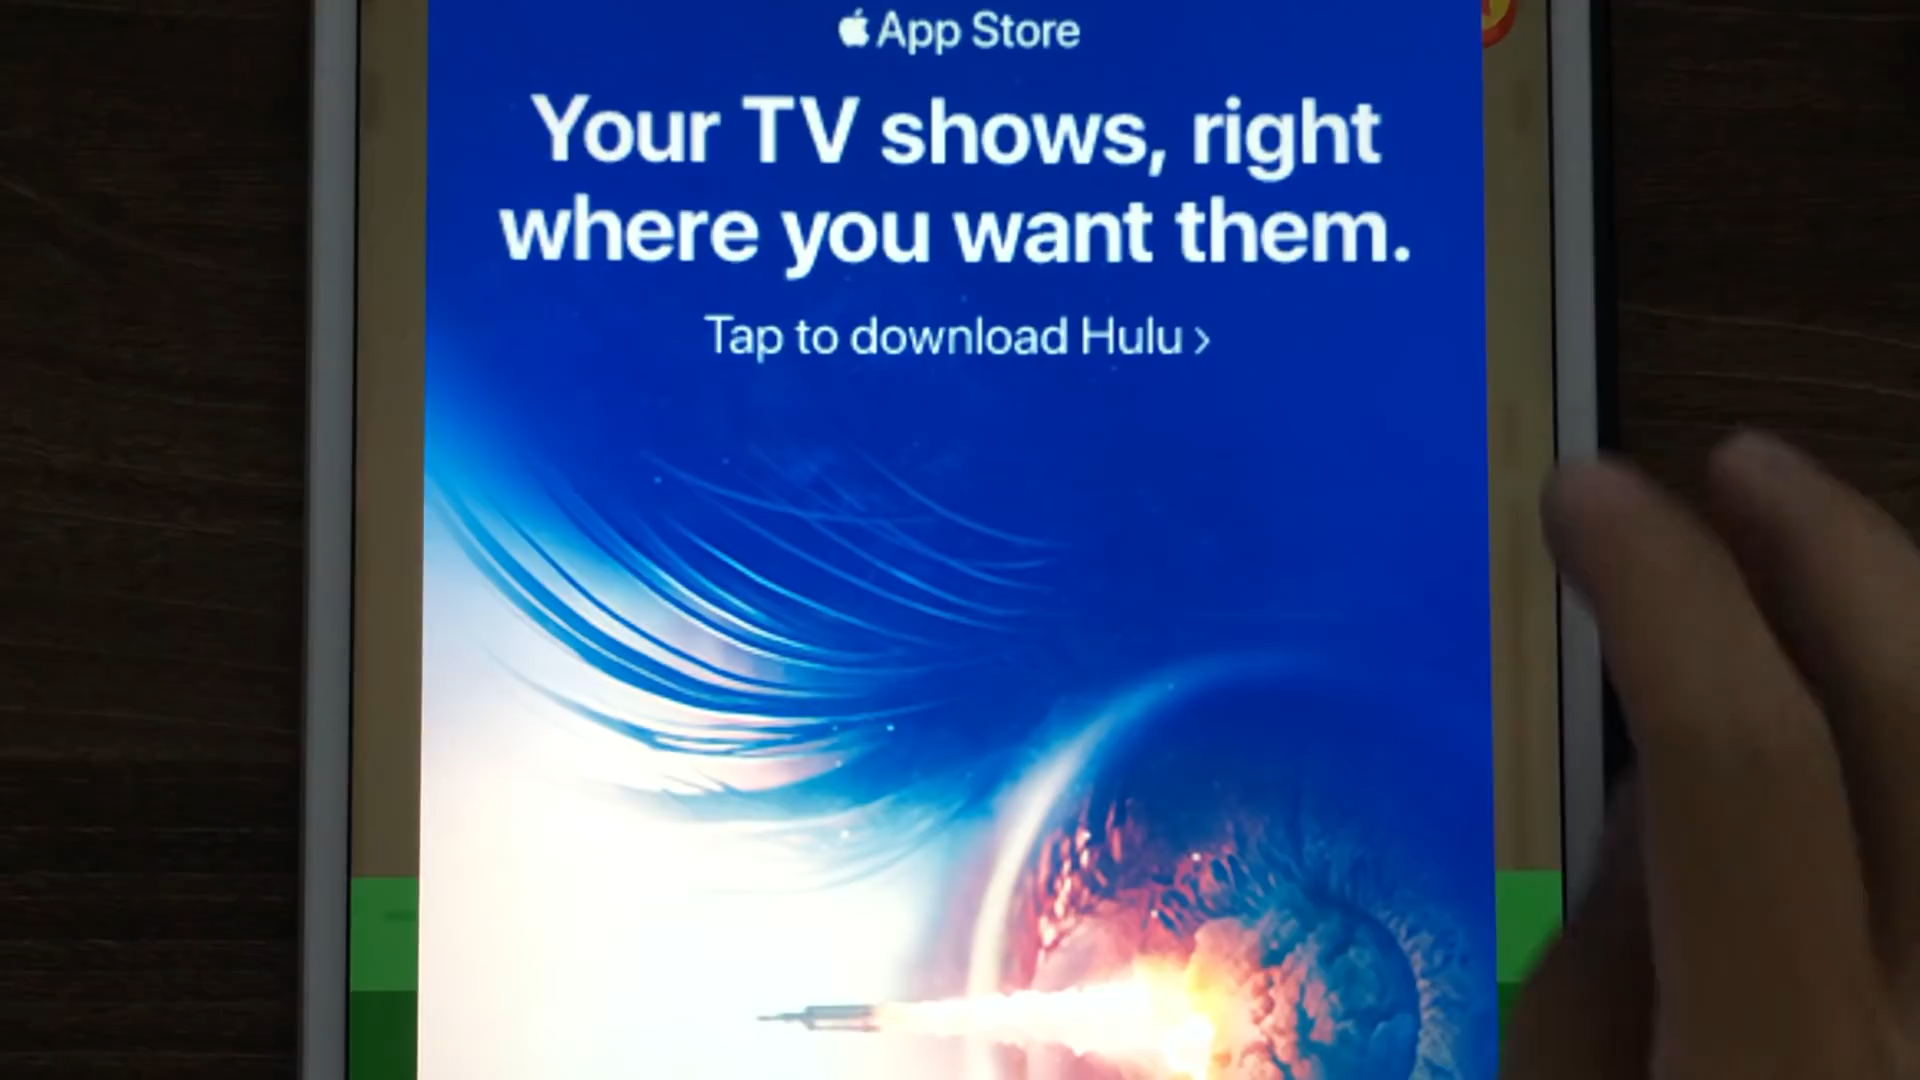 App Store
Your TV shows, right
where you want them.
Tap to download Hulu >